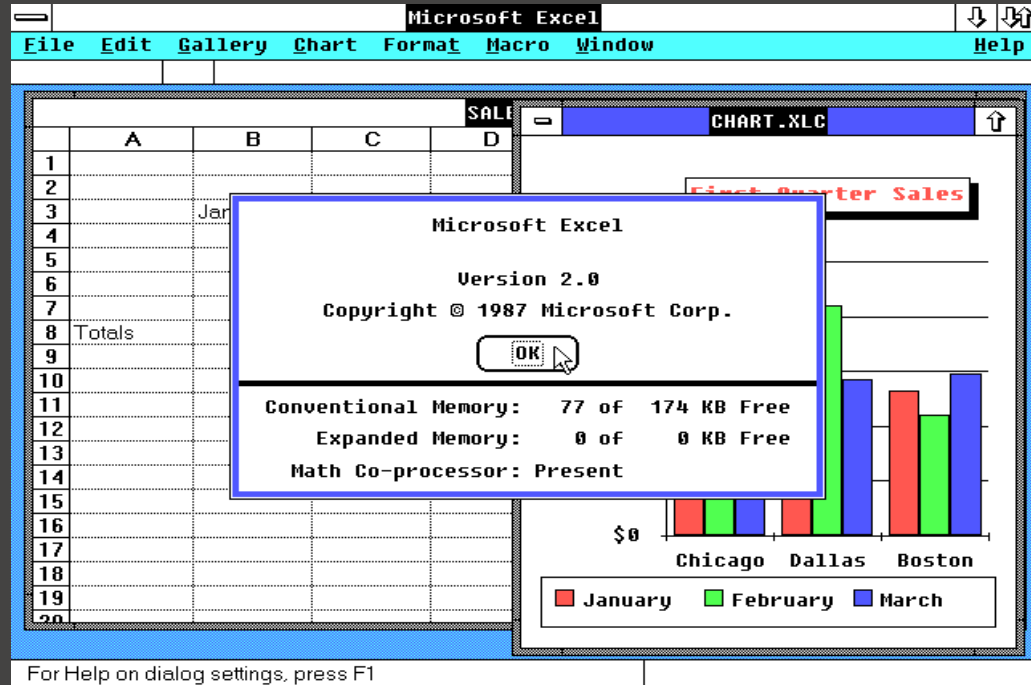 Microsoft Excel
File Edit Gallery Chart Format Macro Window Help
CHART.XLC
A B C D
1
2
First Quarter Sales
3
4
5
6
7
8 Totals
9
10
11
12
13
14
15
16
17
18
19
20
Microsoft Excel
Version 2.0
Copyright © 1987 Microsoft Corp.
OK
Conventional Memory: 77 of 174 KB Free
Expanded Memory: 0 of 0 KB Free
Math Co-processor: Present
$0
Chicago Dallas Boston
January February March
For Help on dialog settings, press F1